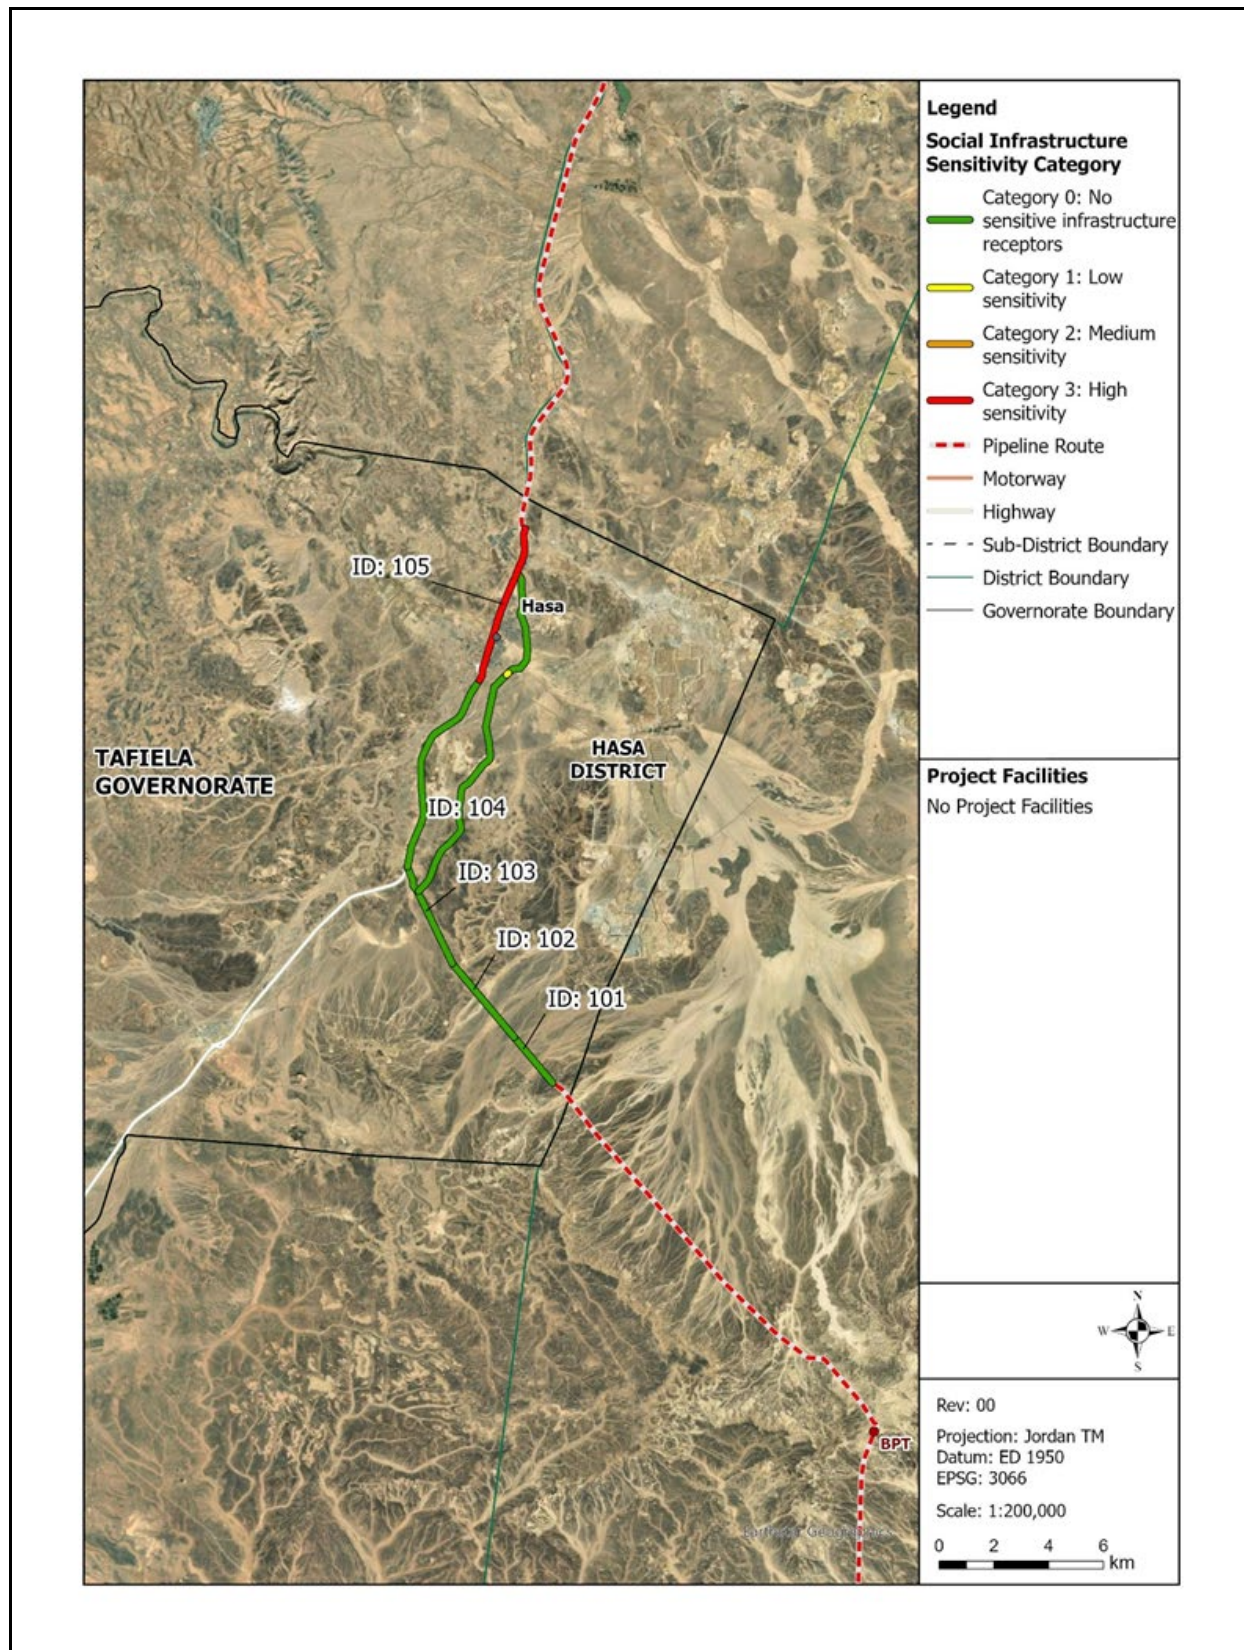 Legend
Social Infrastructure
Sensitivity Category
Category 0: No
sensitive infrastructure
receptors
Category 1: Low
sensitivity
Category 2: Medium
sensitivity
Category 3: High
sensitivity
Pipeline Route
Motorway
Highway
Sub-District Boundary
District Boundary
Governorate Boundary
ID: 105
Hasa
TAFIELA
GOVERNORATE
HASA
DISTRICT
ID: 104
ID: 103
ID: 102
ID: 101
BPT
Earthstar Geographics
Project Facilities
No Project Facilities
N
W E
S
Rev: 00
Projection: Jordan TM
Datum: ED 1950
EPSG: 3066
Scale: 1:200,000
0 2 4 6
km